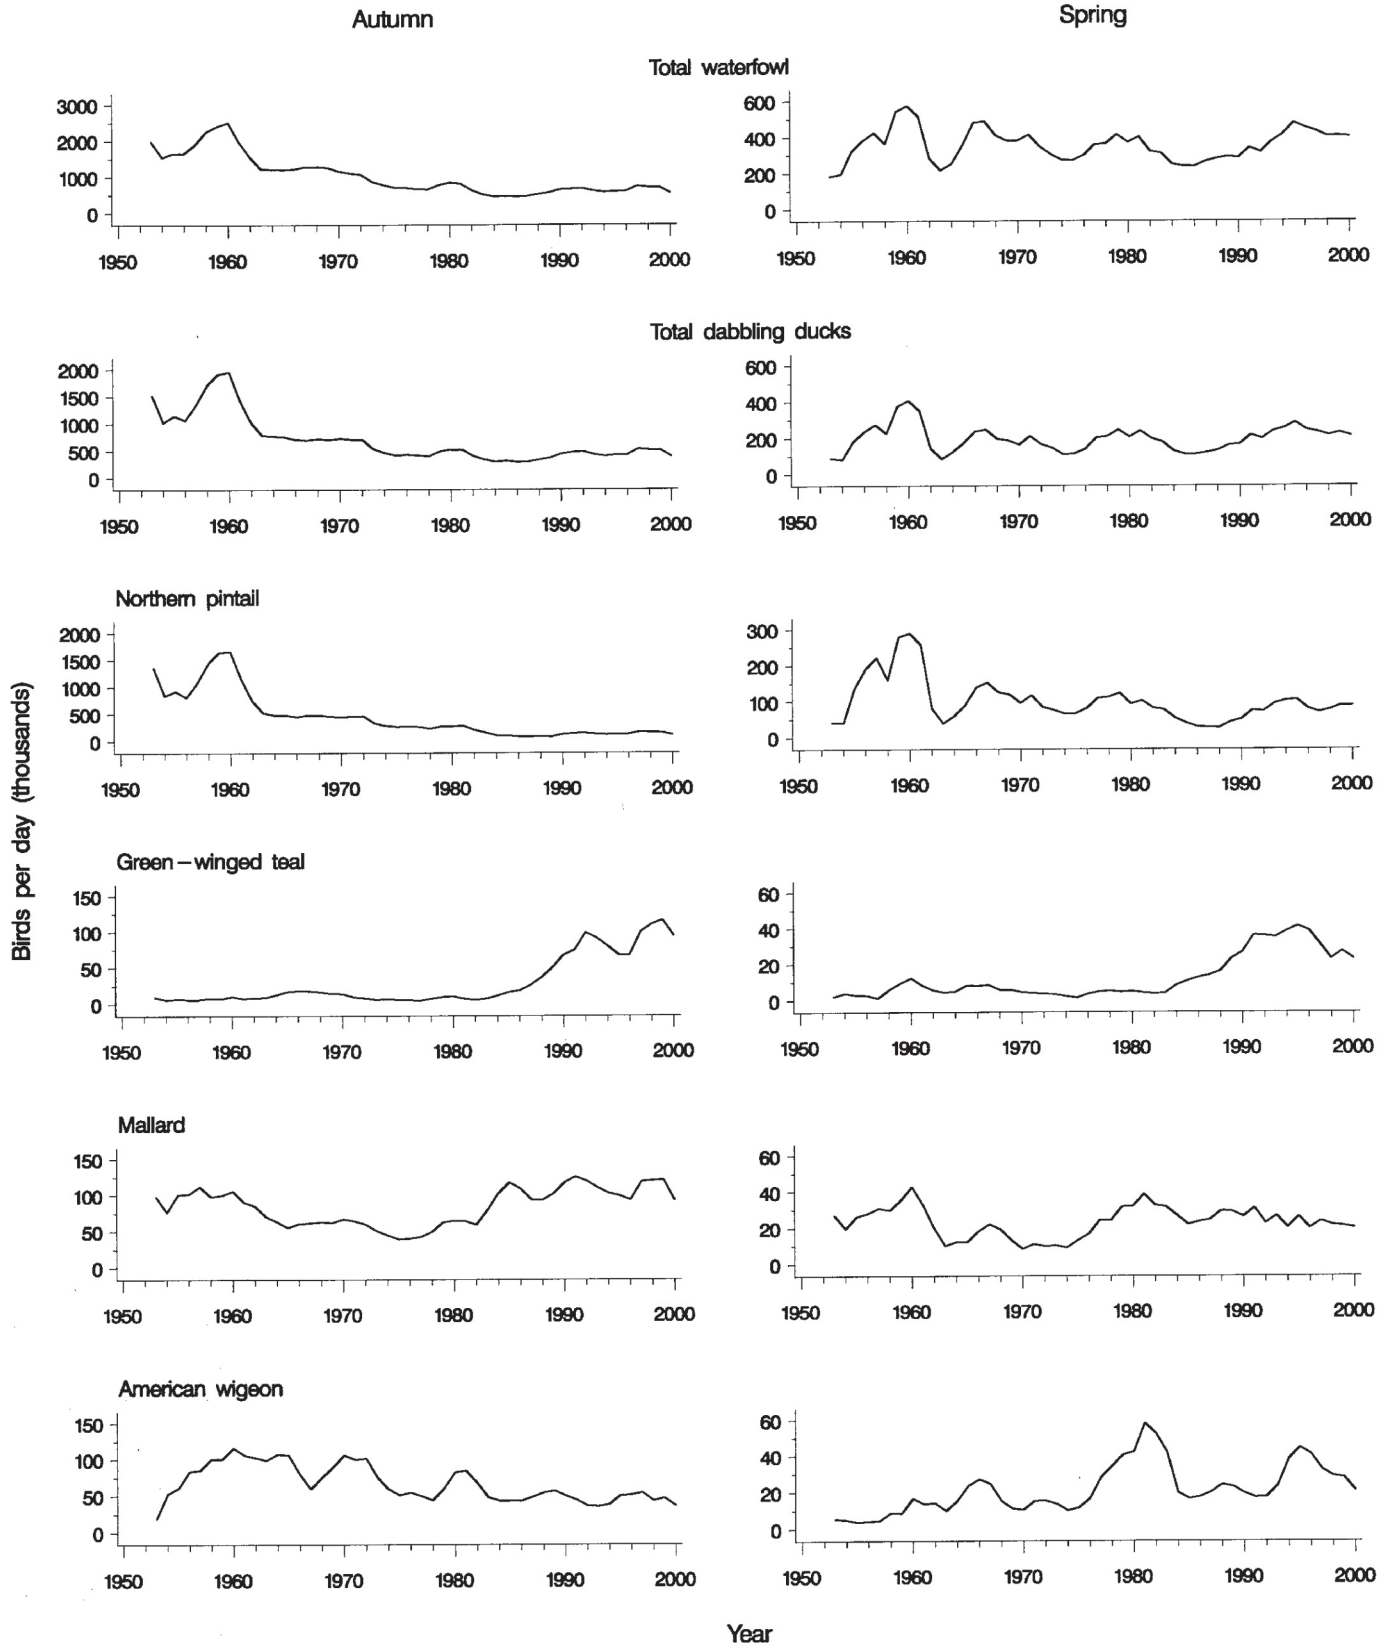 Autumn Spring
Total waterfowl
3000 600
2000 400
1000 200
0 0
1950 1960 1970 1980 1990 2000 1950 1960 1970 1980 1990 2000
Total dabbling ducks
2000 600
1500 400
1000 200
500 0
0
1950 1960 1970 1980 1990 2000 1950 1960 1970 1980 1990 2000
Northern pintail
2000 300
1500 200
1000 100
500 0
0
1950 1960 1970 1980 1990 2000 1950 1960 1970 1980 1990 2000
Birds per day (thousands)
Green-winged teal
150 60
100 40
50 20
0 0
1950 1960 1970 1980 1990 2000 1950 1960 1970 1980 1990 2000
Mallard
150 60
100 40
50 20
0 0
1950 1960 1970 1980 1990 2000 1950 1960 1970 1980 1990 2000
American wigeon
150 60
100 40
50 20
0 0
1950 1960 1970 1980 1990 2000 1950 1960 1970 1980 1990 2000
Year